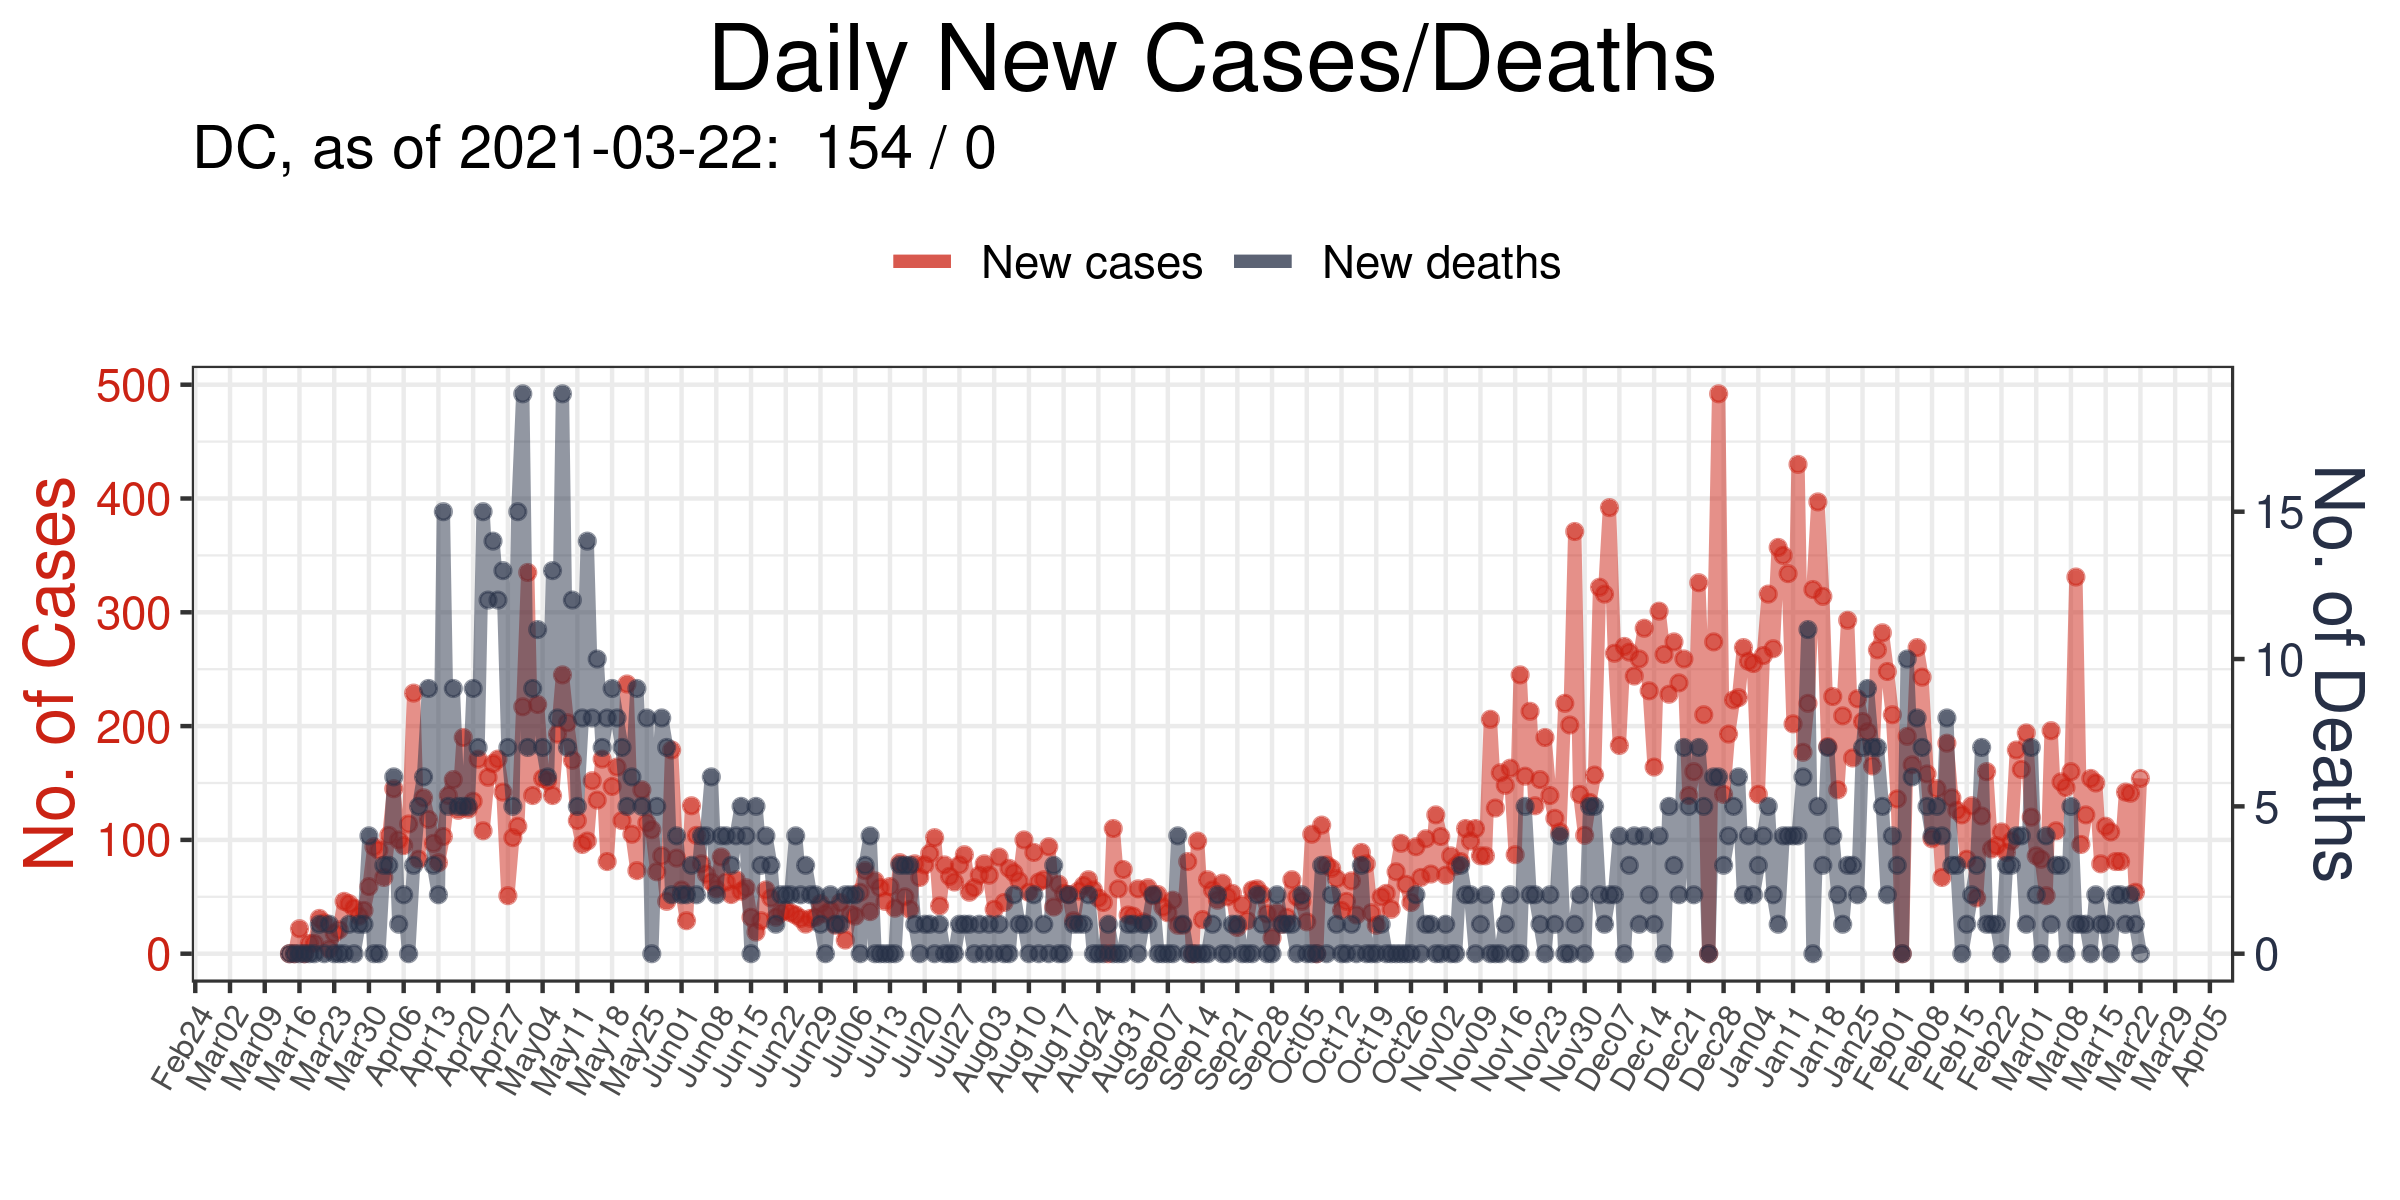 Daily New Cases/Deaths
DC, as of 2021-03-22:  154 / 0
New cases
New deaths
No. of Cases
500
400
300
200
100
0
15
10
5
0
No. of Deaths
Feb24
Mar02
Mar09
Mar16
Mar23
Mar30
Apr06
Apr13
Apr20
Apr27
May04
May11
May18
May25
Jun01
Jun08
Jun15
Jun22
Jun29
Jul06
Jul13
Jul20
Jul27
Aug03
Aug10
Aug17
Aug24
Aug31
Sep07
Sep14
Sep21
Sep28
Oct05
Oct12
Oct19
Oct26
Nov02
Nov09
Nov16
Nov23
Nov30
Dec07
Dec14
Dec21
Dec28
Jan04
Jan11
Jan18
Jan25
Feb01
Feb08
Feb15
Feb22
Mar01
Mar08
Mar15
Mar22
Mar29
Apr05